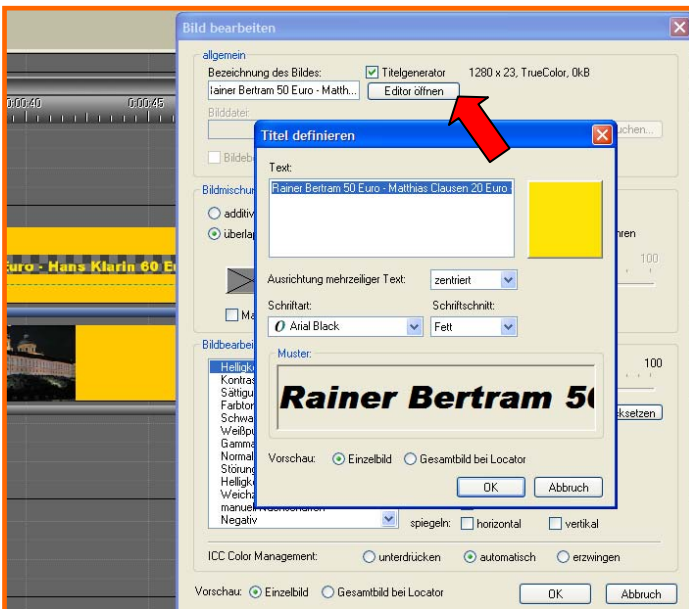 Bild bearbeiten
allgemein
Bezeichnung des Bildes:
Titelgenerator
1280 x 23, TrueColor, 0kB
Rainer Bertram 50 Euro - Matth...
Editor öffnen
Bilddatei:
uchen...
Titel definieren
Text:
Rainer Bertram 50 Euro - Matthias Clausen 20 Euro -
Ausrichtung mehrzeiliger Text:
zentriert
Schriftart:
Schriftschnitt:
Arial Black
Fett
Muster:
Rainer Bertram 50
Vorschau:
Einzelbild
Gesamtbild bei Locator
OK
Abbruch
0:00:40
0:00:45
Euro - Hans Klarin 60 E
Bildmischu
additiv
überla
hren
100
Ma
Bildbearbei
Helligk
Kontras
Sättigu
Farbton
Schwa
Weißpu
Gamma
Normal
Störung
Helligk
Weichz
Negativ
100
ksetzen
spiegeln:
horizontal
vertikal
ICC Color Management:
unterdrücken
automatisch
erzwingen
Vorschau:
Einzelbild
Gesamtbild bei Locator
OK
Abbruch